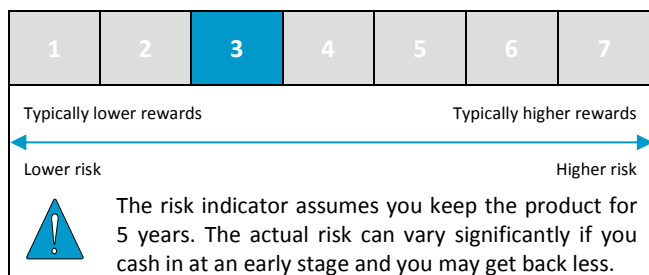 1 2 3 4 5 6 7
Typically lower rewards Typically higher rewards
Lower risk Higher risk
The risk indicator assumes you keep the product for
5 years. The actual risk can vary significantly if you
cash in at an early stage and you may get back less.